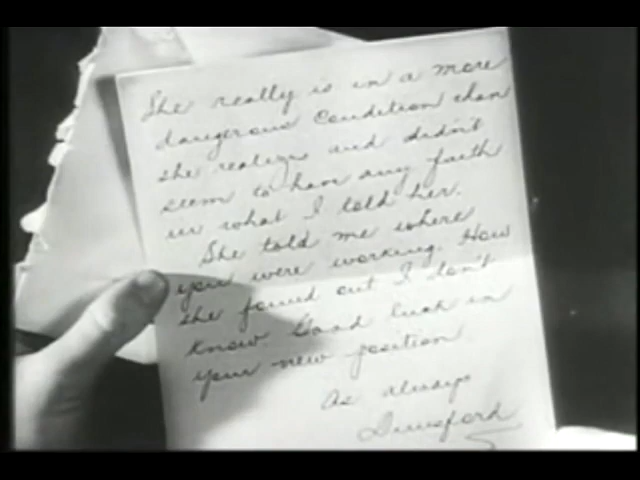 She really is in a more
dangerous condition than
she realizes and didn't
seem to have any faith
in what I told her.
She told me where
you were working. How
she found out I don't
know. Good luck in
your new position.
As always
Dunsford